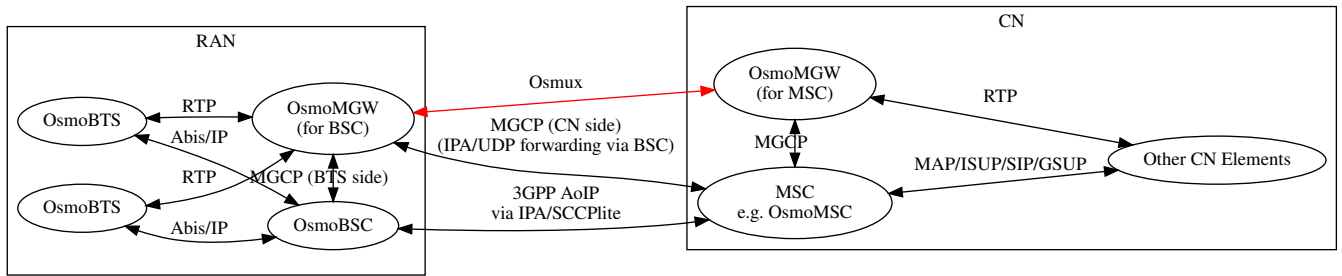 RAN
CN
OsmoBTS
RTP
OsmoMGW
(for BSC)
Osmux
OsmoMGW
(for MSC)
RTP
Abis/IP
MGCP (CN side)
(IPA/UDP forwarding via BSC)
MGCP
Other CN Elements
OsmoBTS
RTP
MGCP (BTS side)
MAP/ISUP/SIP/GSUP
3GPP AoIP
via IPA/SCCPlite
MSC
e.g. OsmoMSC
Abis/IP
OsmoBSC